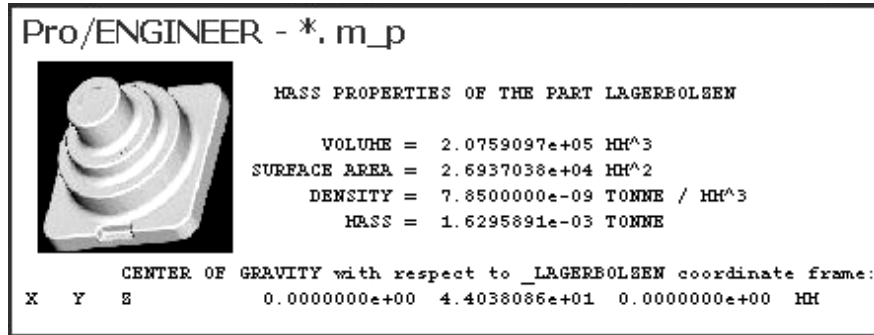 Pro/ENGINEER - *.m_p
MASS PROPERTIES OF THE PART LAGERBOLZEN
VOLUME = 2.0759097e+05 MM^3
SURFACE AREA = 2.6937038e+04 MM^2
DENSITY = 7.8500000e-09 TONNE / MM^3
MASS = 1.6295891e-03 TONNE
CENTER OF GRAVITY with respect to _LAGERBOLZEN coordinate frame:
X Y Z 0.0000000e+00 4.4038086e+01 0.0000000e+00 MM